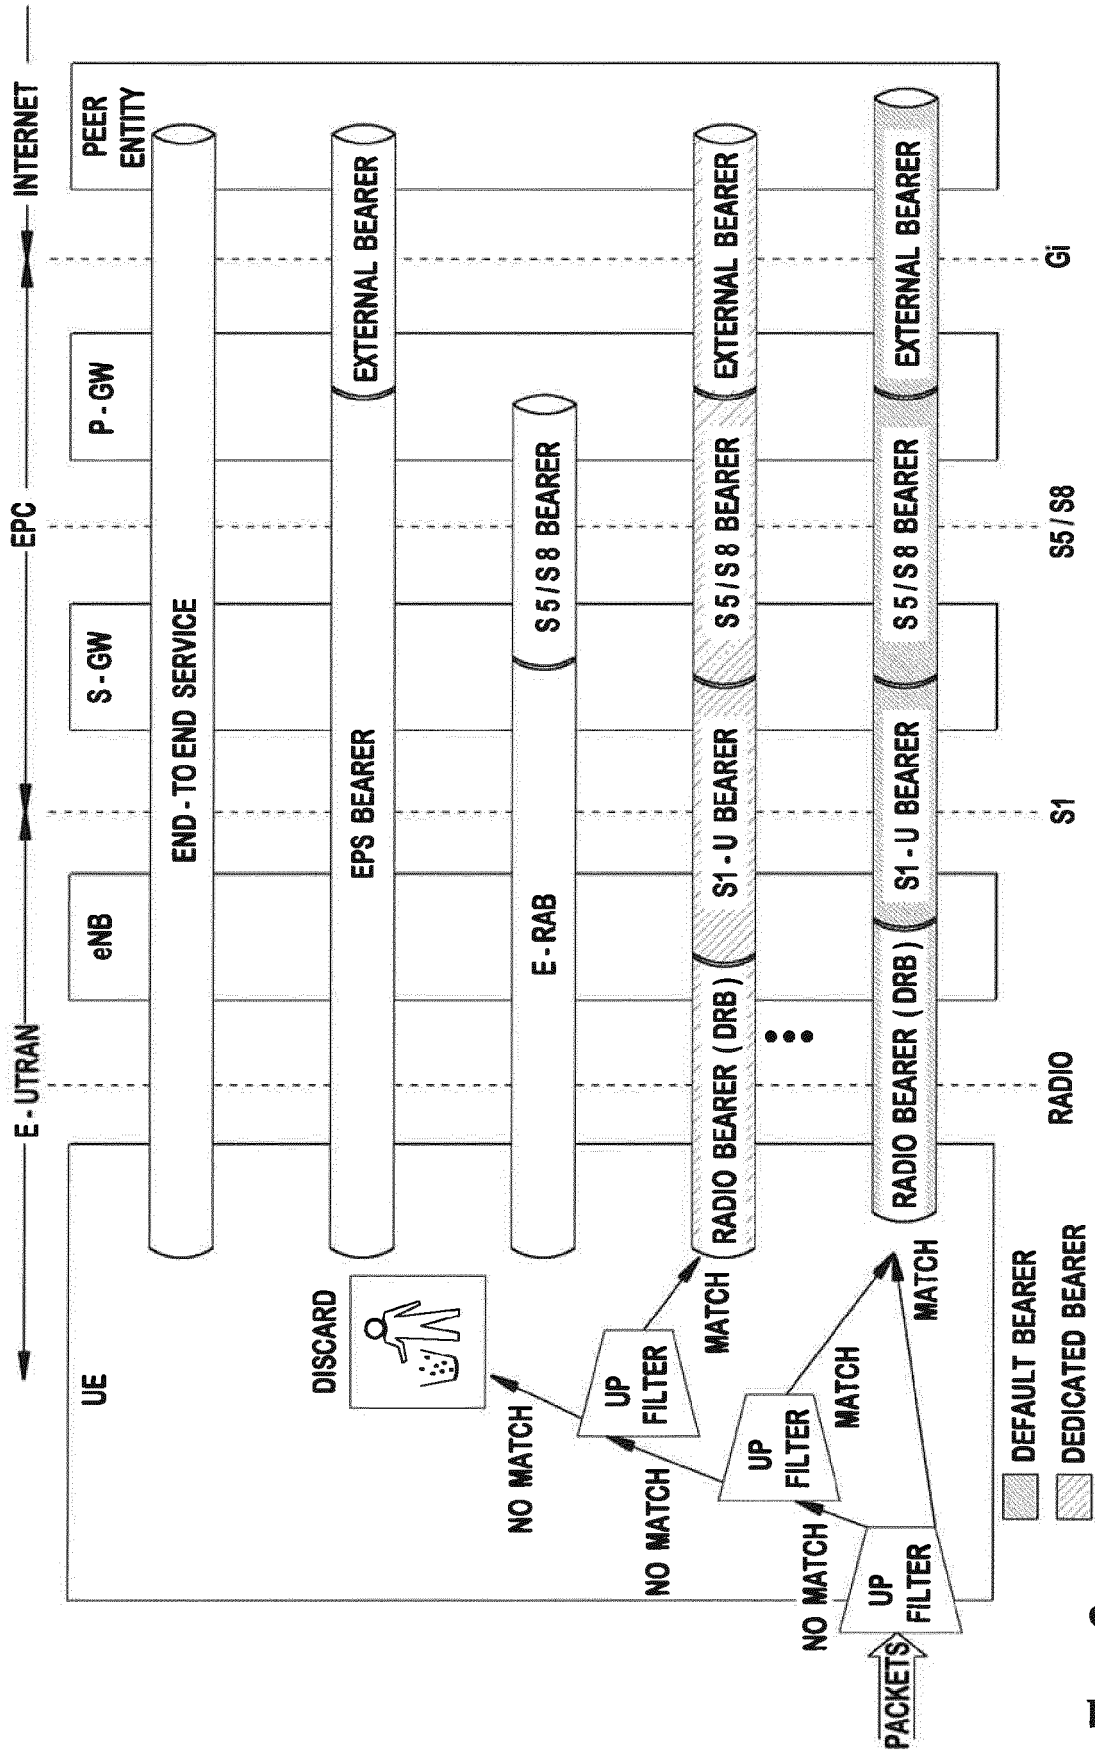 E - UTRAN
EPC
INTERNET
UE
eNB
S - GW
P - GW
PEER
ENTITY
END - TO END SERVICE
EPS BEARER
EXTERNAL BEARER
DISCARD
E - RAB
S5 / S8 BEARER
NO MATCH
UP
FILTER
MATCH
RADIO BEARER ( DRB )
S1 - U BEARER
S5 / S8 BEARER
EXTERNAL BEARER
NO MATCH
UP
FILTER
MATCH
NO MATCH
PACKETS
UP
FILTER
MATCH
RADIO BEARER ( DRB )
S1 - U BEARER
S5 / S8 BEARER
EXTERNAL BEARER
DEFAULT BEARER
DEDICATED BEARER
RADIO
S1
S5 / S8
Gi